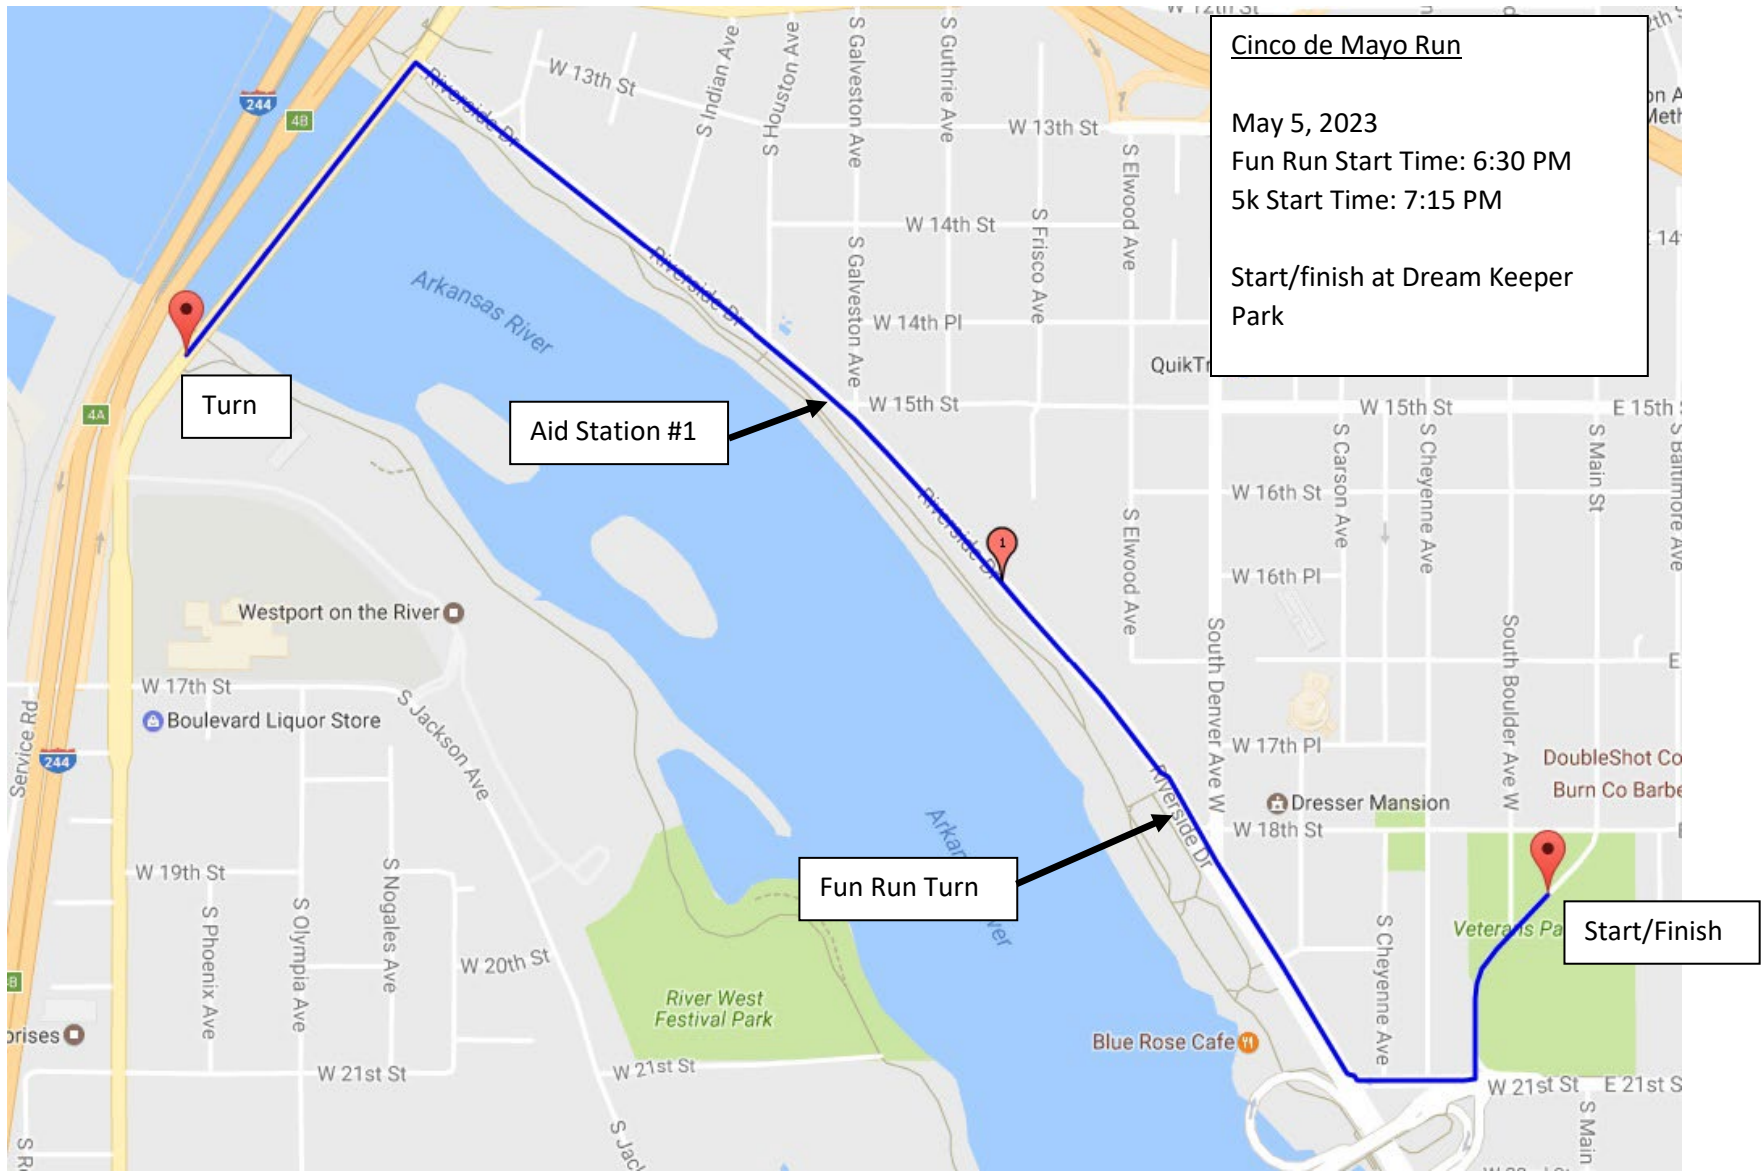 Cinco de Mayo Run
May 5, 2023
Fun Run Start Time: 6:30 PM
5k Start Time: 7:15 PM
Start/finish at Dream Keeper
Park
Turn
Aid Station #1
Fun Run Turn
Start/Finish
244
4B
W 13th St
S Indian Ave
S Houston Ave
S Galveston Ave
S Guthrie Ave
W 13th St
S Elwood Ave
Riverside Dr
W 14th St
S Frisco Ave
S Galveston Ave
Arkansas River
Riverside Dr
W 14th Pl
4A
W 15th St
W 15th St
E 15th
S Carson Ave
S Cheyenne Ave
S Main St
S Baltimore Ave
W 16th St
Riverside Dr
1
S Elwood Ave
W 16th Pl
Westport on the River
South Denver Ave W
South Boulder Ave W
W 17th St
S Jackson Ave
Boulevard Liquor Store
Service Rd
244
W 17th Pl
DoubleShot Co
Burn Co Barbe
Dresser Mansion
Riverside Dr
W 18th St
W 19th St
S Phoenix Ave
S Olympia Ave
S Nogales Ave
S Cheyenne Ave
W 20th St
River West
Festival Park
Blue Rose Cafe
W 21st St
W 21st St
W 21st St
E 21st S
S Main